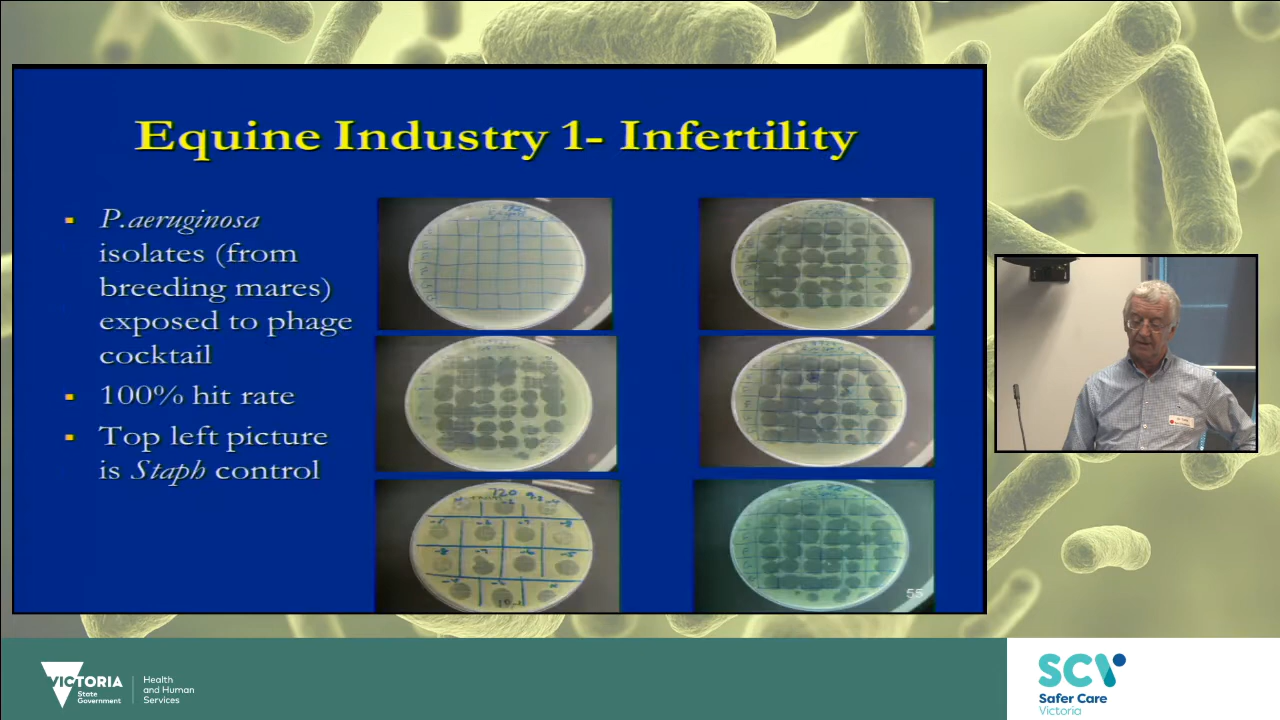 Equine Industry 1- Infertility
▪ P.aeruginosa
isolates (from
breeding mares)
exposed to phage
cocktail
▪ 100% hit rate
▪ Top left picture
is Staph control
720
55
VICTORIA
State
Government
Health
and Human
Services
SCV
Safer Care
Victoria